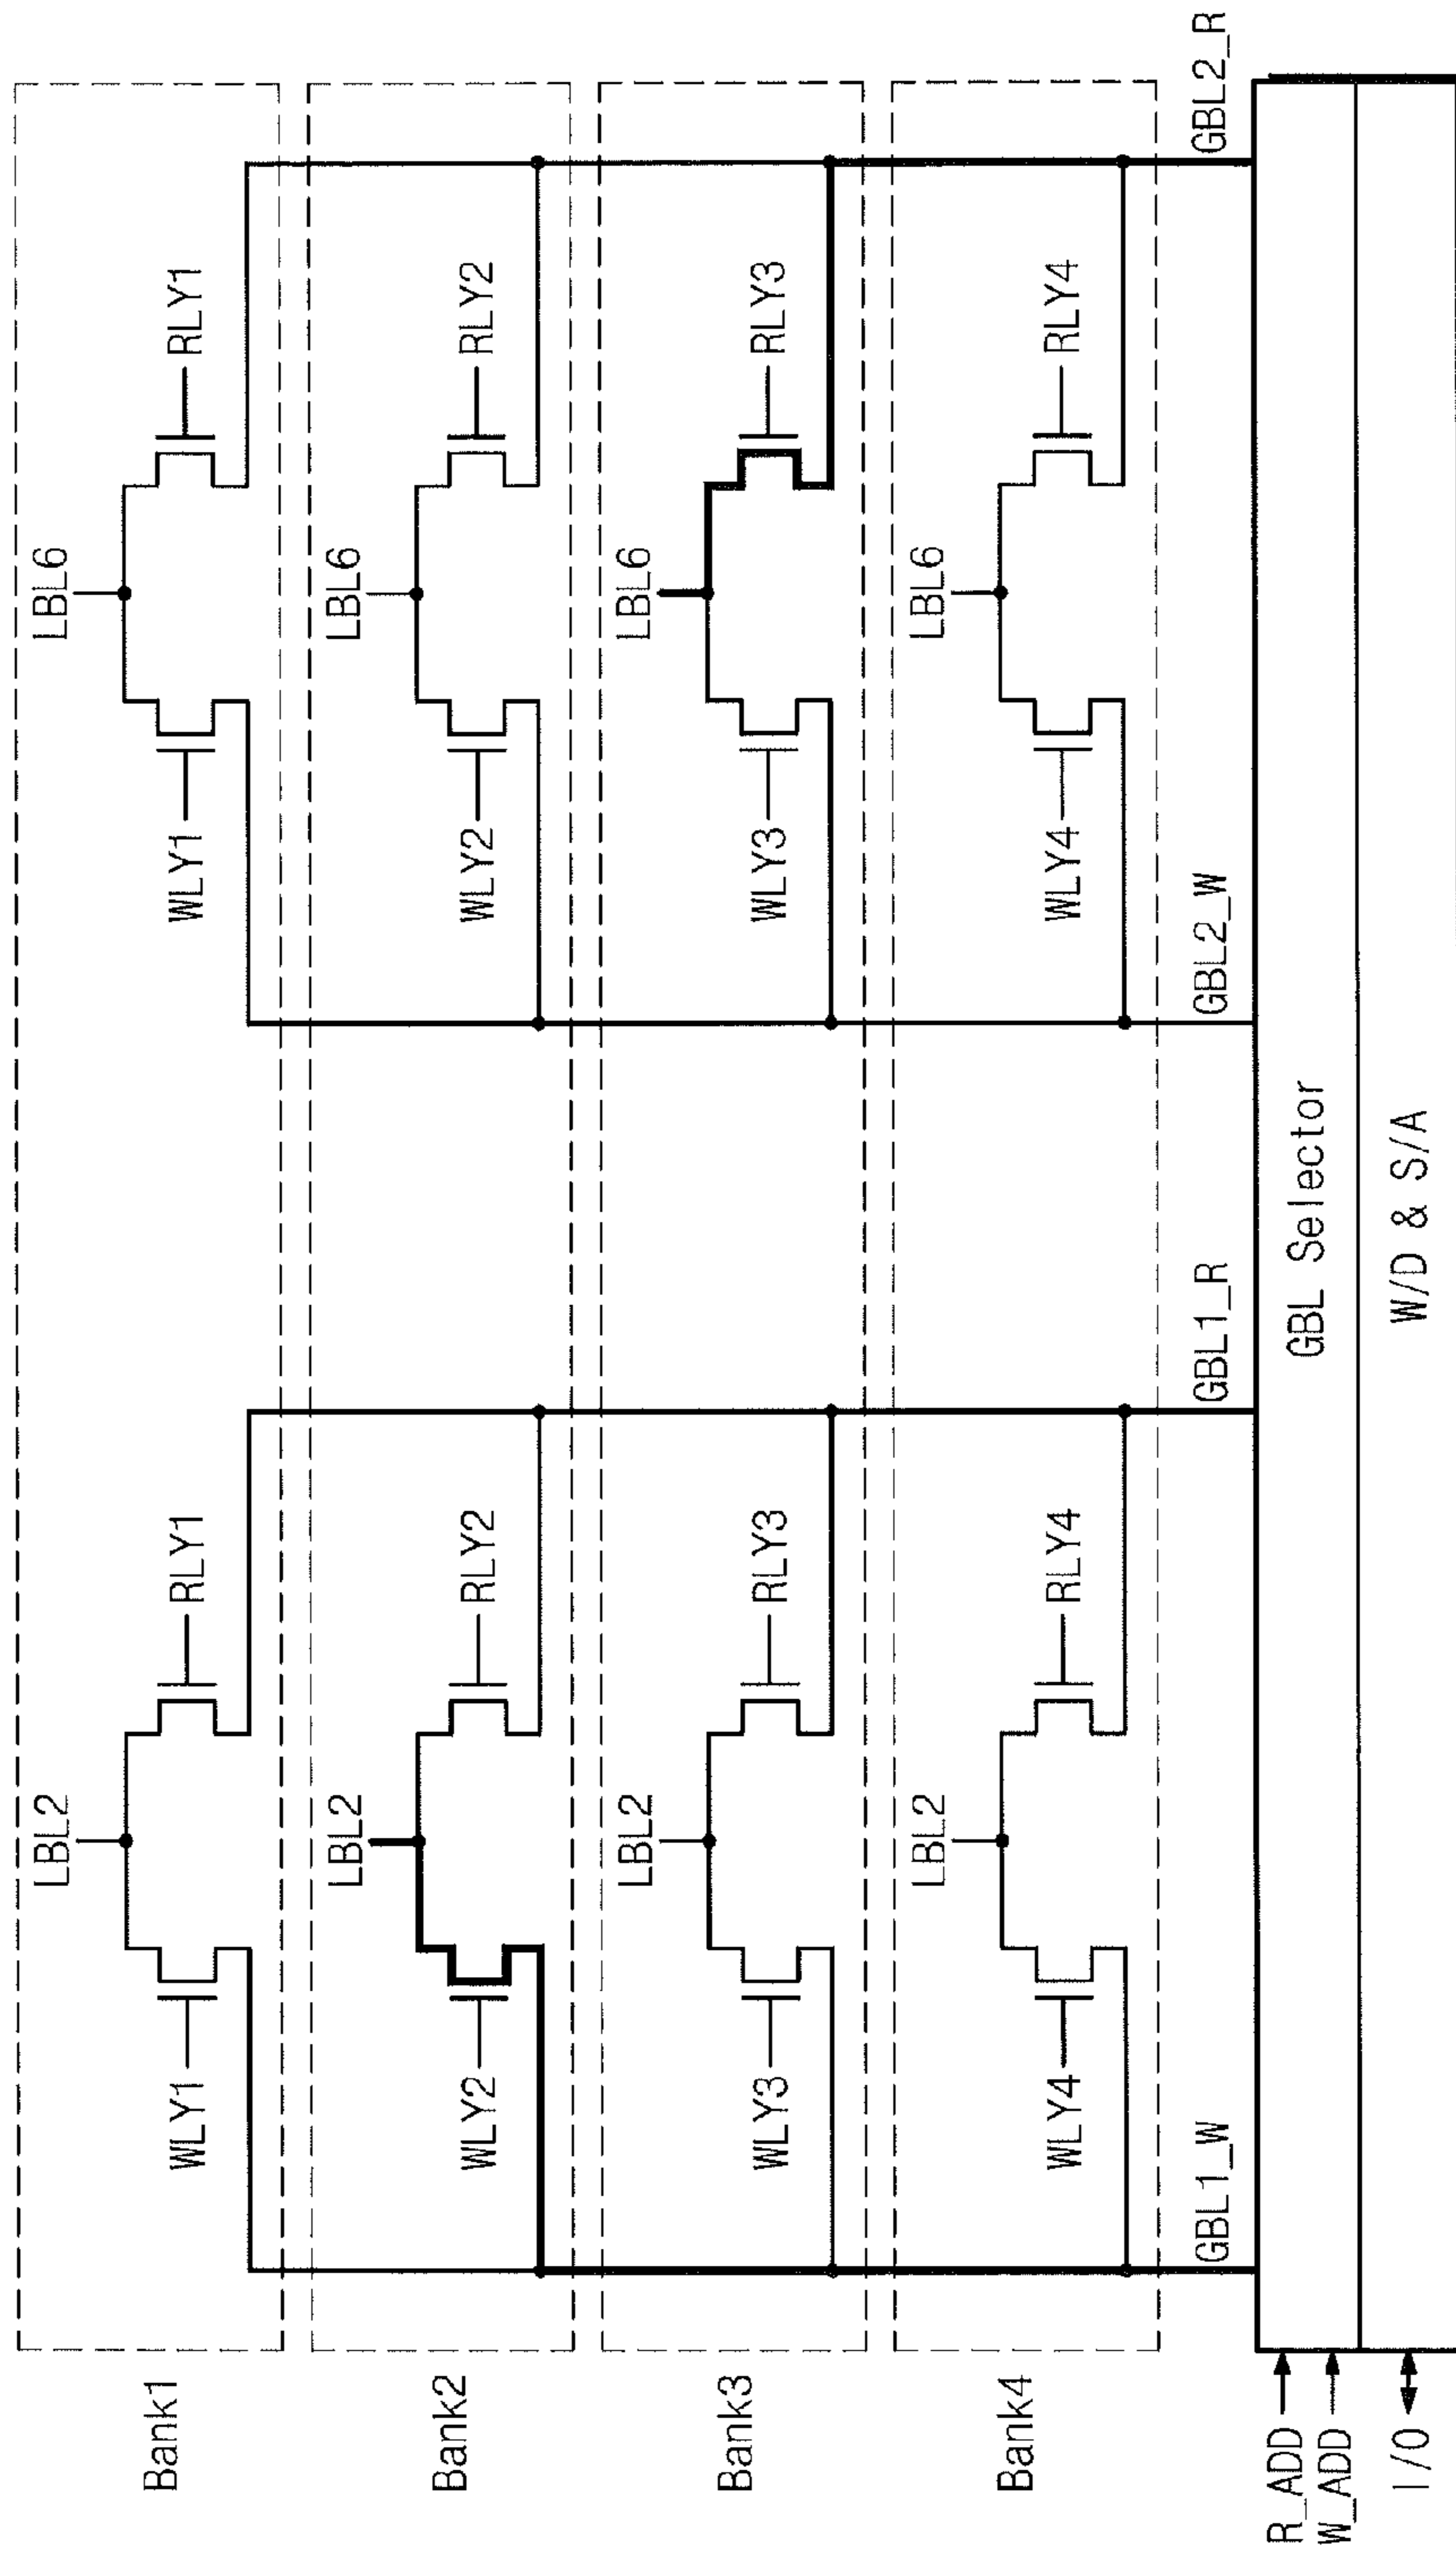 Bank1
LBL2
LBL6
WLY1
RLY1
WLY1
RLY1
Bank2
LBL2
LBL6
WLY2
RLY2
WLY2
RLY2
Bank3
LBL2
LBL6
WLY3
RLY3
WLY3
RLY3
Bank4
LBL2
LBL6
WLY4
RLY4
WLY4
RLY4
GBL1_W
GBL1_R
GBL2_W
GBL2_R
R_ADD
W_ADD
GBL Selector
I/O
W/D & S/A